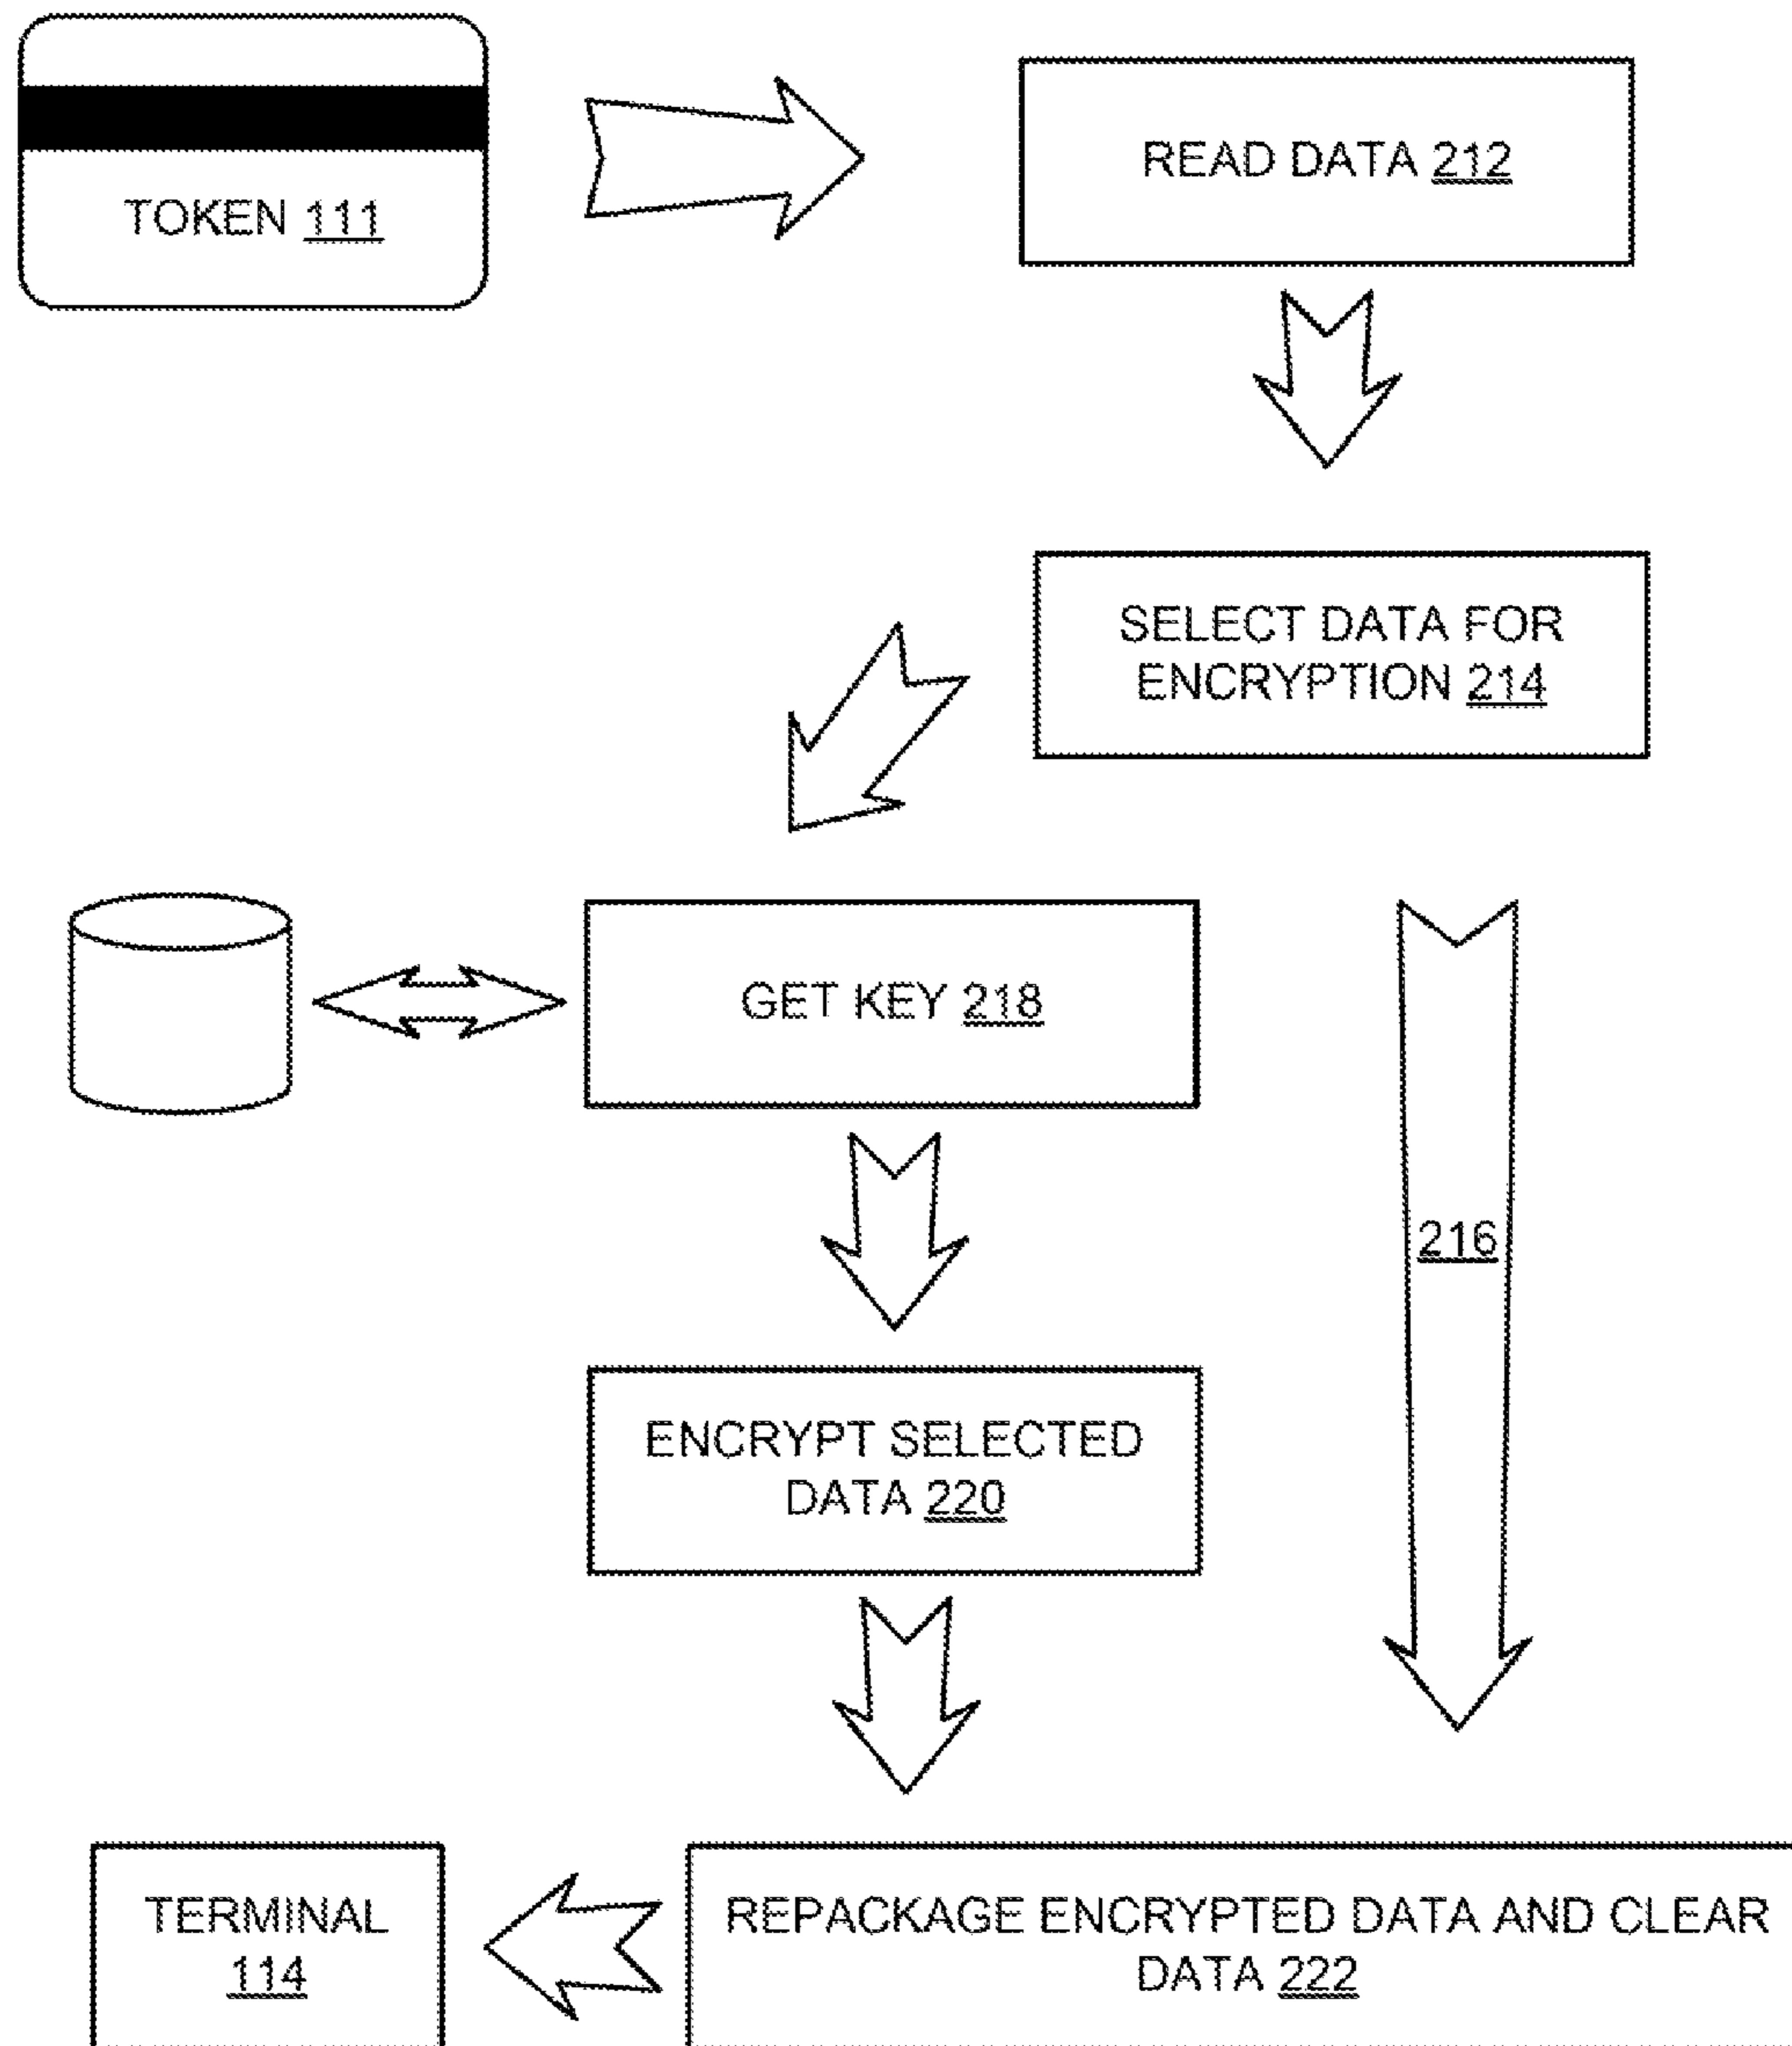 TOKEN 111
READ DATA 212
SELECT DATA FOR
ENCRYPTION 214
GET KEY 218
216
ENCRYPT SELECTED
DATA 220
TERMINAL
114
REPACKAGE ENCRYPTED DATA AND CLEAR
DATA 222